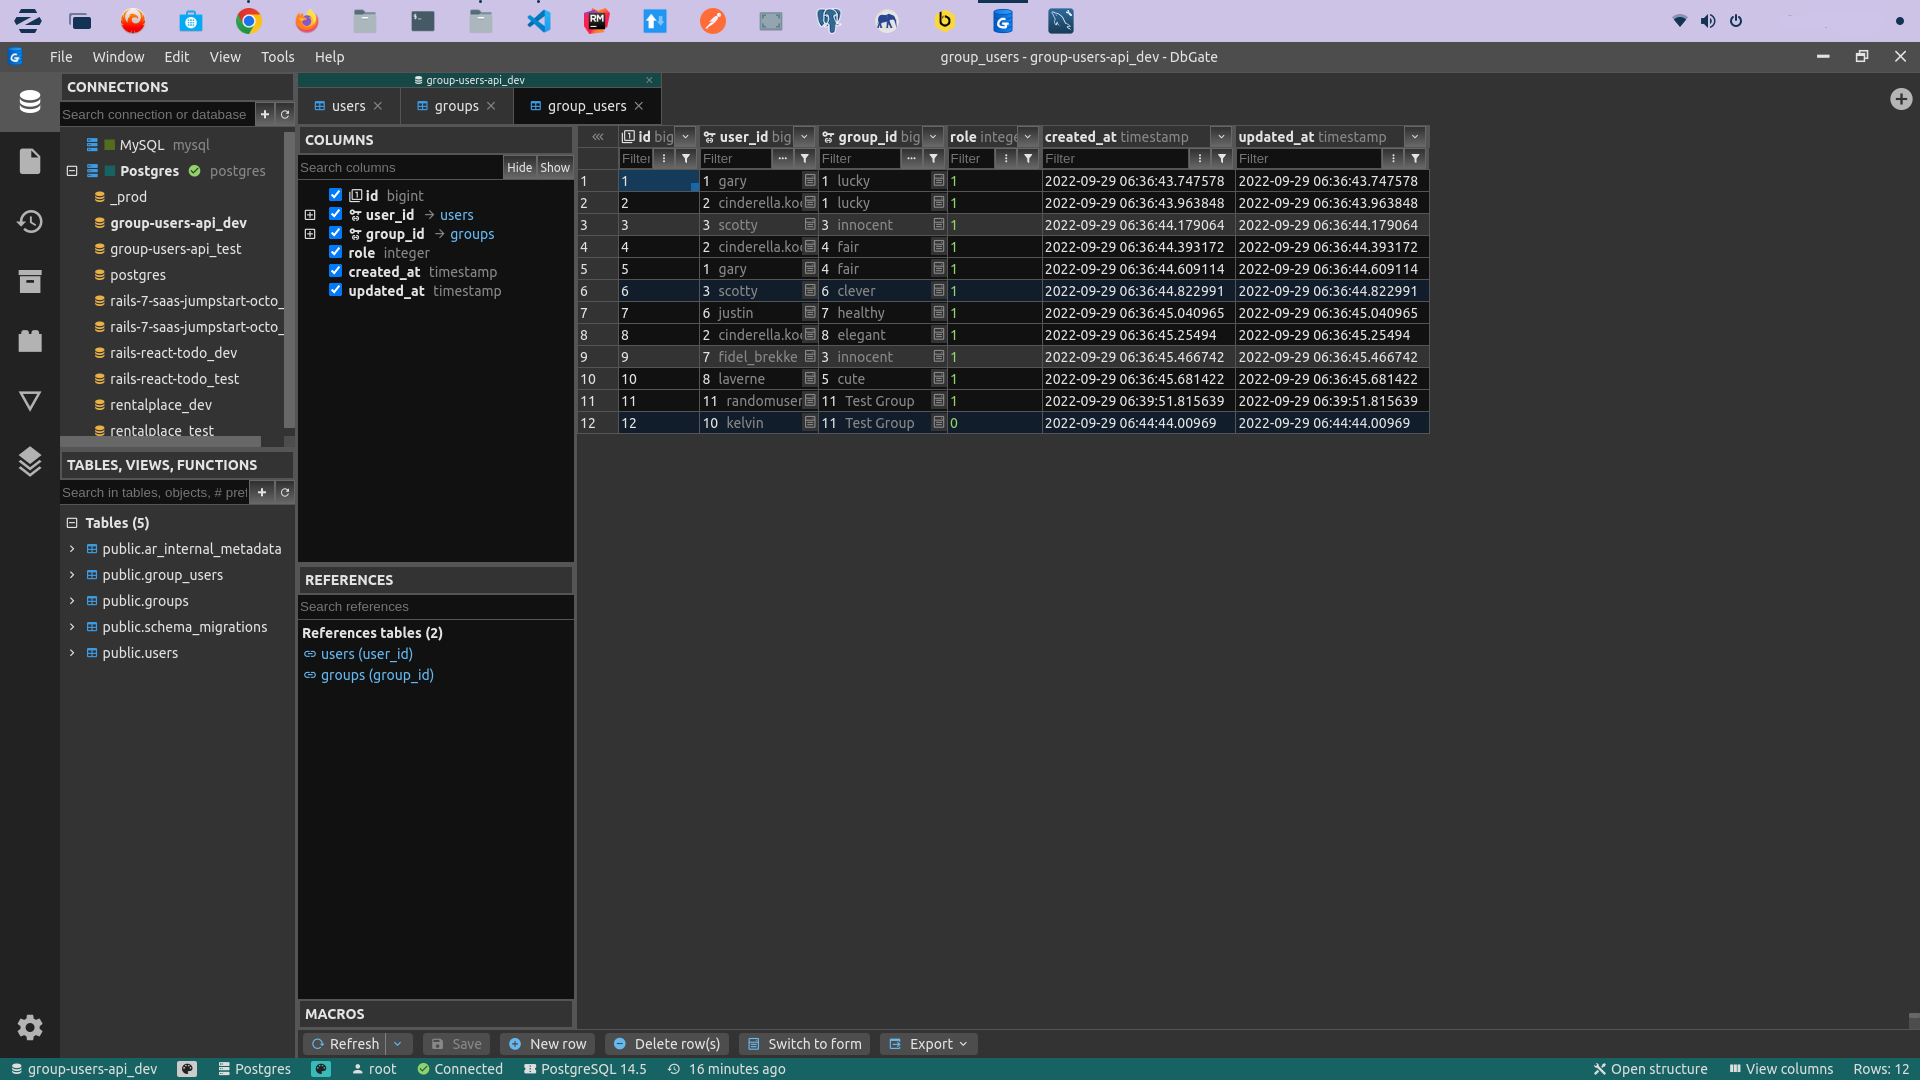 File Window Edit View Tools Help
group_users - group-users-api_dev - DbGate
CONNECTIONS
Search connection or database
MySQL mysql
Postgres postgres
_prod
group-users-api_dev
group-users-api_test
postgres
rails-7-saas-jumpstart-octo_
rails-7-saas-jumpstart-octo_
rails-react-todo_dev
rails-react-todo_test
rentalplace_dev
rentalplace_test
TABLES, VIEWS, FUNCTIONS
Search in tables, objects, # pref
Tables (5)
public.ar_internal_metadata
public.group_users
public.groups
public.schema_migrations
public.users
group-users-api_dev
users groups group_users
COLUMNS
Search columns Hide Show
id bigint
user_id → users
group_id → groups
role integer
created_at timestamp
updated_at timestamp
REFERENCES
Search references
References tables (2)
users (user_id)
groups (group_id)
MACROS
id big user_id big group_id big role intege created_at timestamp updated_at timestamp
Filter Filter Filter Filter Filter Filter
1 1 1 gary 1 lucky 1 2022-09-29 06:36:43.747578 2022-09-29 06:36:43.747578
2 2 2 cinderella.koe 1 lucky 1 2022-09-29 06:36:43.963848 2022-09-29 06:36:43.963848
3 3 3 scotty 3 innocent 1 2022-09-29 06:36:44.179064 2022-09-29 06:36:44.179064
4 4 2 cinderella.koe 4 fair 1 2022-09-29 06:36:44.393172 2022-09-29 06:36:44.393172
5 5 1 gary 4 fair 1 2022-09-29 06:36:44.609114 2022-09-29 06:36:44.609114
6 6 3 scotty 6 clever 1 2022-09-29 06:36:44.822991 2022-09-29 06:36:44.822991
7 7 6 justin 7 healthy 1 2022-09-29 06:36:45.040965 2022-09-29 06:36:45.040965
8 8 2 cinderella.koe 8 elegant 1 2022-09-29 06:36:45.25494 2022-09-29 06:36:45.25494
9 9 7 fidel_brekke 3 innocent 1 2022-09-29 06:36:45.466742 2022-09-29 06:36:45.466742
10 10 8 laverne 5 cute 1 2022-09-29 06:36:45.681422 2022-09-29 06:36:45.681422
11 11 11 randomuser 11 Test Group 1 2022-09-29 06:39:51.815639 2022-09-29 06:39:51.815639
12 12 10 kelvin 11 Test Group 0 2022-09-29 06:44:44.00969 2022-09-29 06:44:44.00969
Refresh Save New row Delete row(s) Switch to form Export
group-users-api_dev Postgres root Connected PostgreSQL 14.5 16 minutes ago Open structure View columns Rows: 12